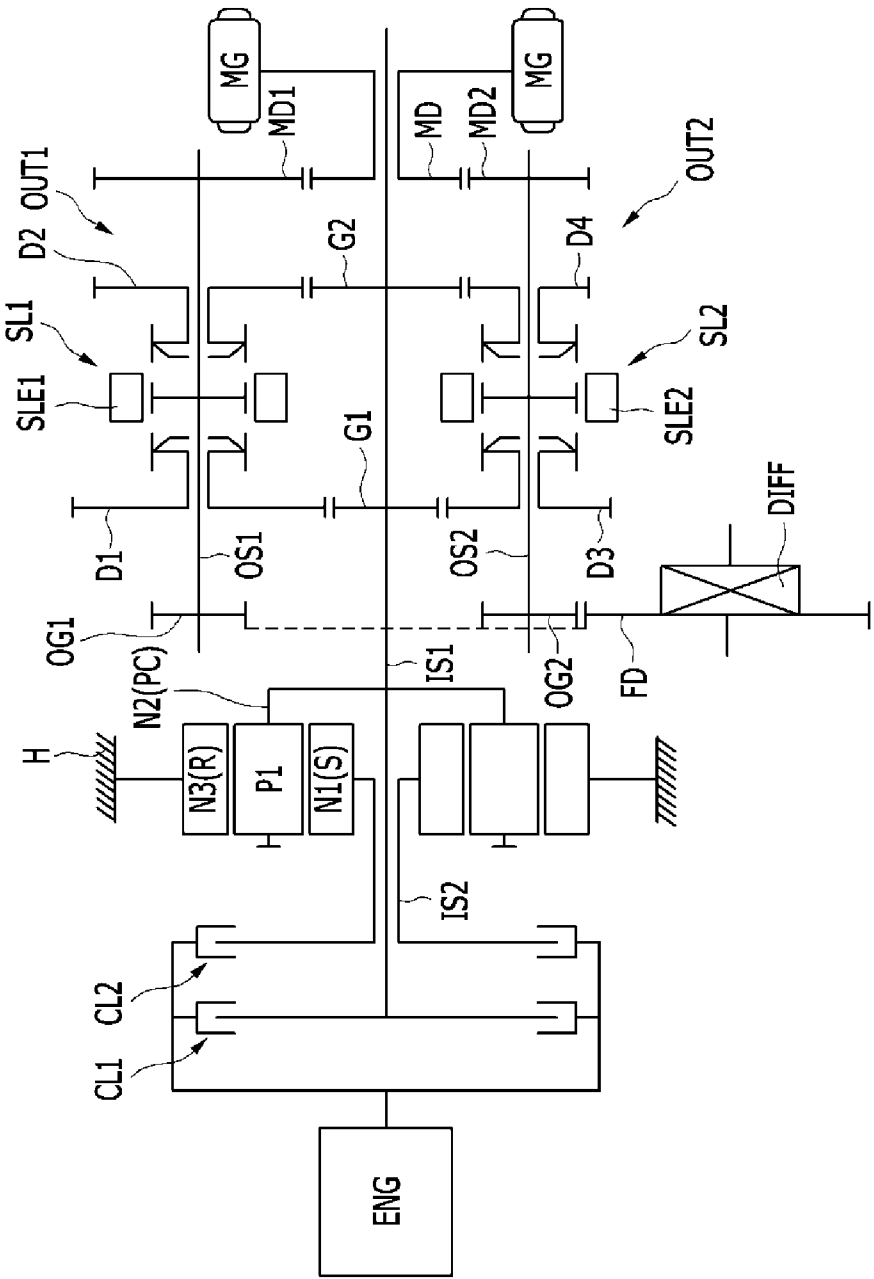 MG
MG
MD1
MD
MD2
OUT1
OUT2
D2
G2
D4
SL1
SL2
SLE1
SLE2
G1
D1
OS1
OS2
D3
DIFF
OG1
OG2
FD
N2(PC)
IS1
H
N3(R)
P1
N1(S)
IS2
CL2
CL1
ENG